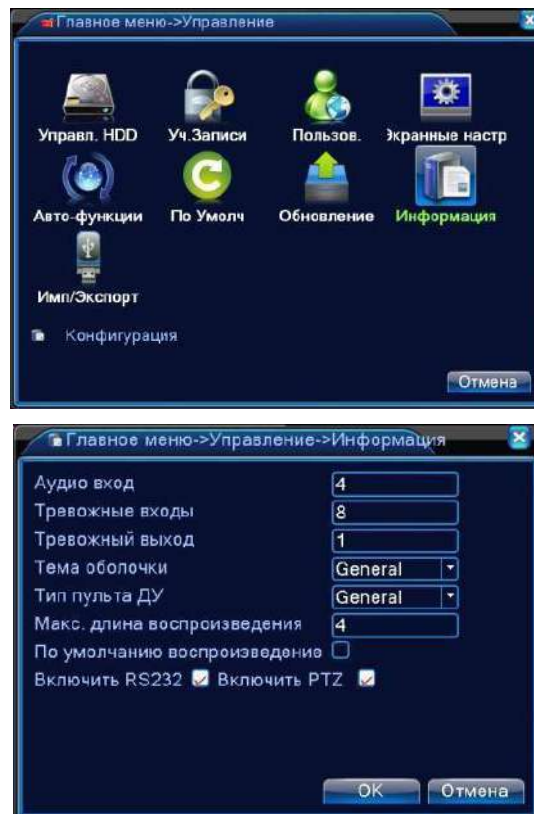 Главное меню->Управление
Управл. HDD Уч.Записи Пользов. Экранные настр
Авто-функции По Умолч Обновление Информация
Имп/Экспорт
Конфигурация
Отмена
Главное меню->Управление->Информация
Аудио вход 4
Тревожные входы 8
Тревожный выход 1
Тема оболочки General
Тип пульта ДУ General
Макс. длина воспроизведения 4
По умолчанию воспроизведение
Включить RS232 Включить PTZ
OK Отмена